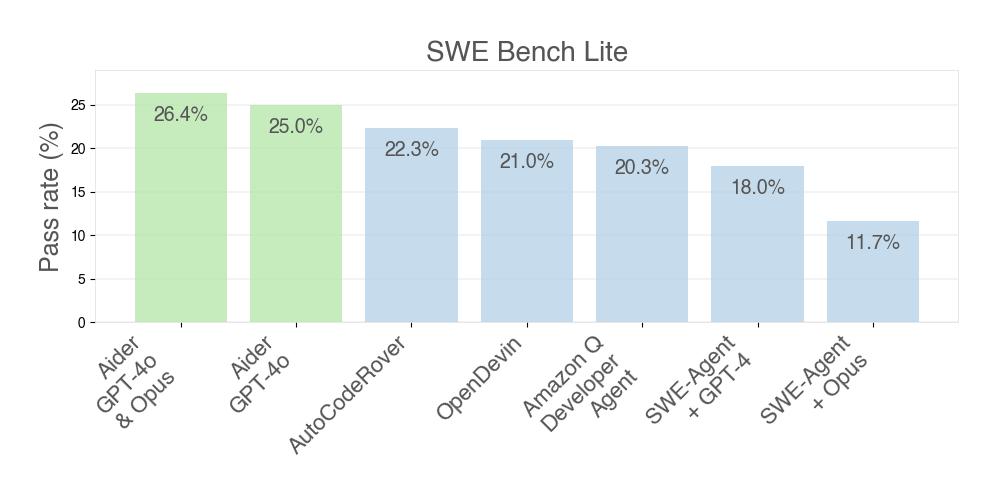 SWE Bench Lite
Pass rate (%)
25
20
15
10
5
0
26.4%
25.0%
22.3%
21.0%
20.3%
18.0%
11.7%
Aider
GPT-4o
& Opus
Aider
GPT-4o
AutoCodeRover
OpenDevin
Amazon Q
Developer
Agent
SWE-Agent
+ GPT-4
SWE-Agent
+ Opus